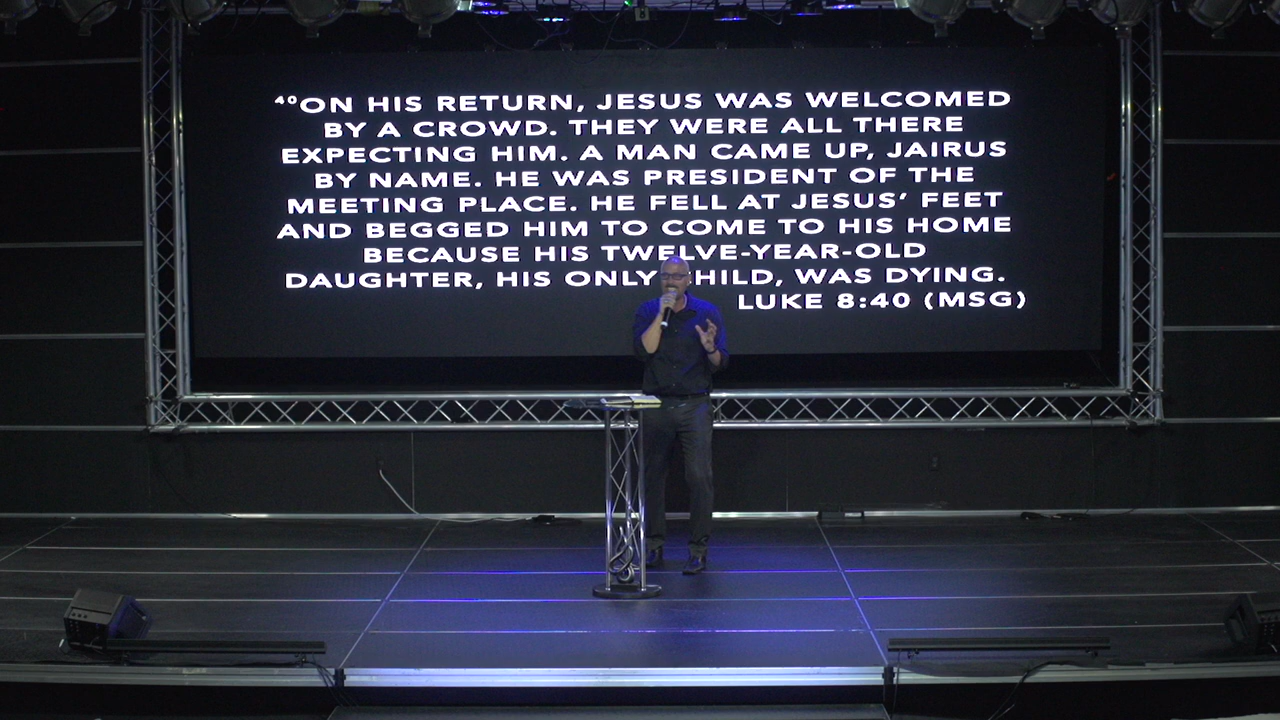 ⁴⁰ON HIS RETURN, JESUS WAS WELCOMED
BY A CROWD. THEY WERE ALL THERE
EXPECTING HIM. A MAN CAME UP, JAIRUS
BY NAME. HE WAS PRESIDENT OF THE
MEETING PLACE. HE FELL AT JESUS’ FEET
AND BEGGED HIM TO COME TO HIS HOME
BECAUSE HIS TWELVE-YEAR-OLD
DAUGHTER, HIS ONLY CHILD, WAS DYING.
LUKE 8:40 (MSG)